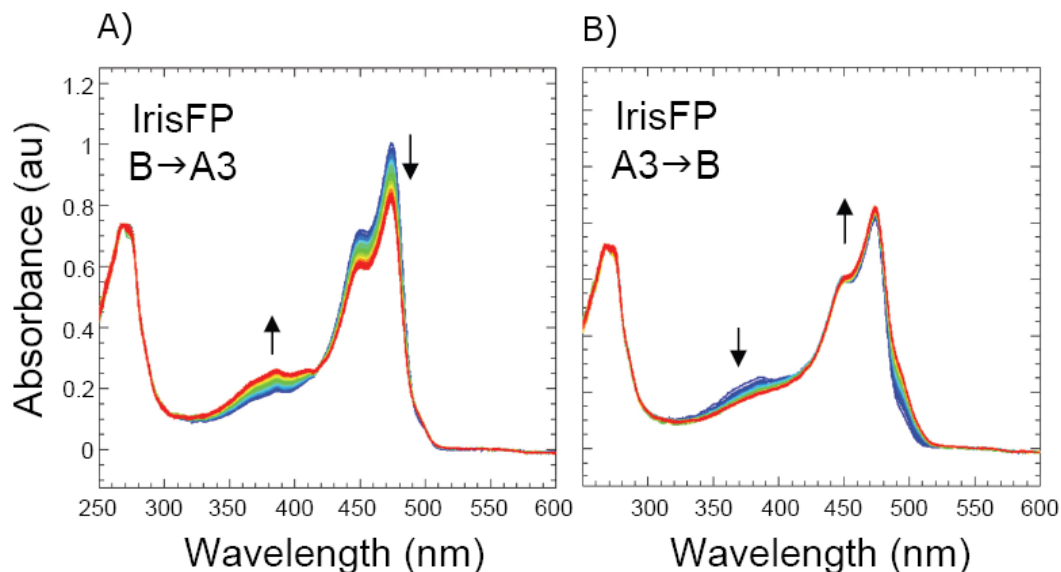 A)
B)
1.2
1
0.8
0.6
0.4
0.2
0
Absorbance (au)
IrisFP
B→A3
IrisFP
A3→B
250 300 350 400 450 500 550 600
300 350 400 450 500 550 600
Wavelength (nm)
Wavelength (nm)